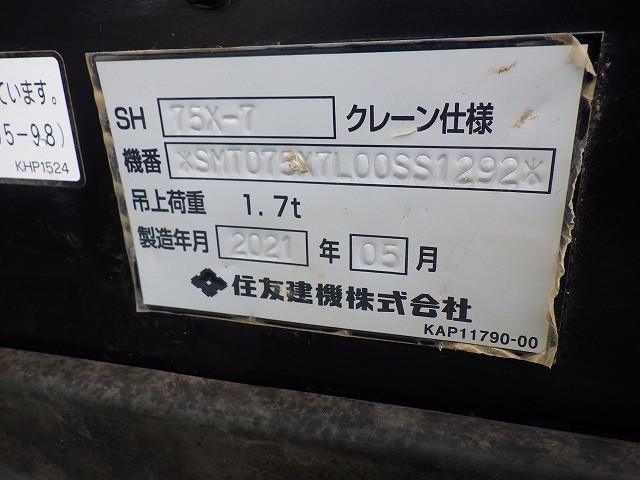 ています。
5-98)
KHP1524
SH 75X-7 クレーン仕様
機番 *SMT075X7L00SS1292*
吊上荷重 1.7t
製造年月 2021 年 05 月
住友建機株式会社
KAP11790-00